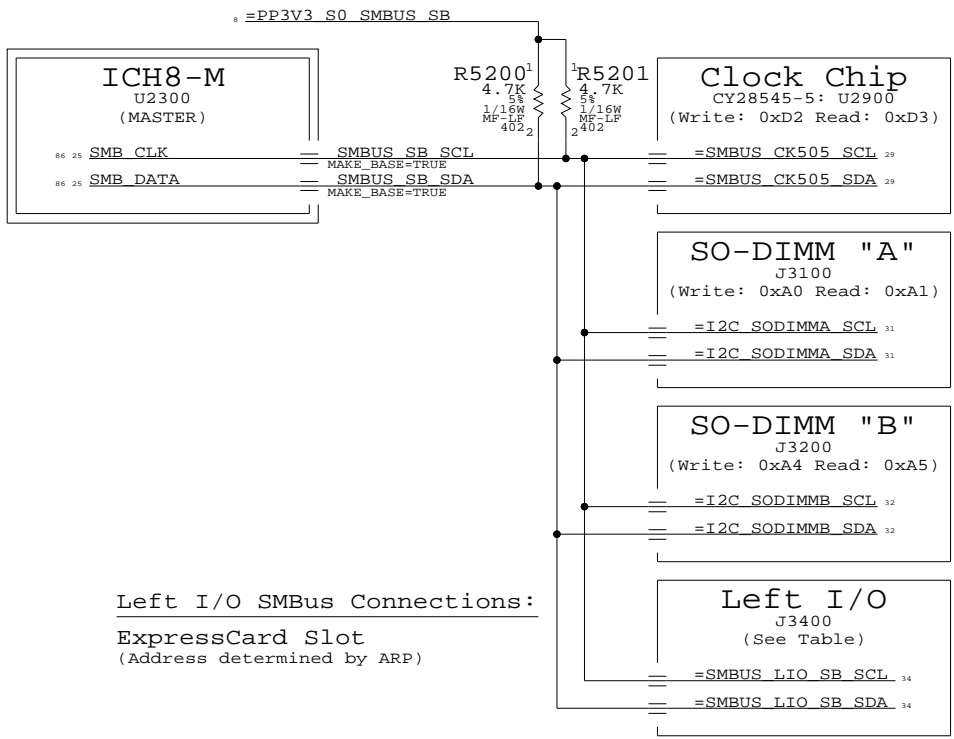 8 =PP3V3_S0_SMBUS_SB
ICH8-M
U2300
(MASTER)
86 25 SMB_CLK
86 25 SMB_DATA
SMBUS_SB_SCL
MAKE_BASE=TRUE
SMBUS_SB_SDA
MAKE_BASE=TRUE
R5200 1
4.7K
5%
1/16W
MF-LF
402 2
1 R5201
4.7K
5%
1/16W
MF-LF
2 402
Clock Chip
CY28545-5: U2900
(Write: 0xD2 Read: 0xD3)
=SMBUS_CK505_SCL 29
=SMBUS_CK505_SDA 29
SO-DIMM "A"
J3100
(Write: 0xA0 Read: 0xA1)
=I2C_SODIMMA_SCL 31
=I2C_SODIMMA_SDA 31
SO-DIMM "B"
J3200
(Write: 0xA4 Read: 0xA5)
=I2C_SODIMMB_SCL 32
=I2C_SODIMMB_SDA 32
Left I/O SMBus Connections:
ExpressCard Slot
(Address determined by ARP)
Left I/O
J3400
(See Table)
=SMBUS_LIO_SB_SCL 34
=SMBUS_LIO_SB_SDA 34